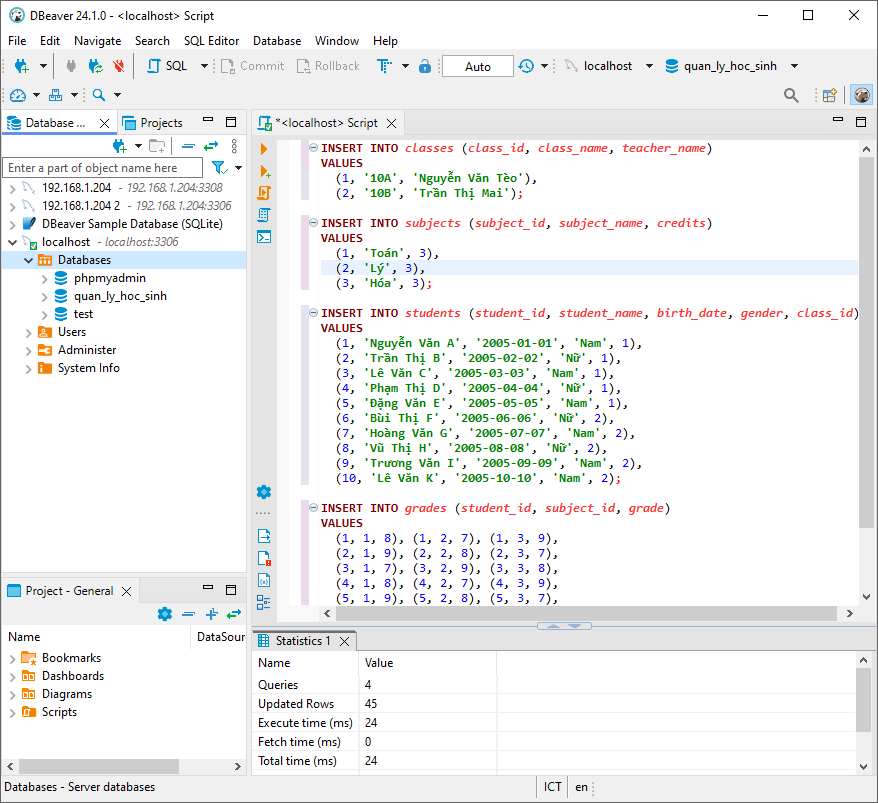 DBeaver 24.1.0 - <localhost> Script
File Edit Navigate Search SQL Editor Database Window Help
SQL Commit Rollback Auto localhost quan_ly_hoc_sinh
Database ... Projects
Enter a part of object name here
192.168.1.204 - 192.168.1.204:3308
192.168.1.204 2 - 192.168.1.204:3306
DBeaver Sample Database (SQLite)
localhost - localhost:3306
Databases
phpmyadmin
quan_ly_hoc_sinh
test
Users
Administer
System Info
Project - General
Name DataSour
Bookmarks
Dashboards
Diagrams
Scripts
*<localhost> Script
INSERT INTO classes (class_id, class_name, teacher_name)
VALUES
(1, '10A', 'Nguyễn Văn Tèo'),
(2, '10B', 'Trần Thị Mai');
INSERT INTO subjects (subject_id, subject_name, credits)
VALUES
(1, 'Toán', 3),
(2, 'Lý', 3),
(3, 'Hóa', 3);
INSERT INTO students (student_id, student_name, birth_date, gender, class_id)
VALUES
(1, 'Nguyễn Văn A', '2005-01-01', 'Nam', 1),
(2, 'Trần Thị B', '2005-02-02', 'Nữ', 1),
(3, 'Lê Văn C', '2005-03-03', 'Nam', 1),
(4, 'Phạm Thị D', '2005-04-04', 'Nữ', 1),
(5, 'Đặng Văn E', '2005-05-05', 'Nam', 1),
(6, 'Bùi Thị F', '2005-06-06', 'Nữ', 2),
(7, 'Hoàng Văn G', '2005-07-07', 'Nam', 2),
(8, 'Vũ Thị H', '2005-08-08', 'Nữ', 2),
(9, 'Trương Văn I', '2005-09-09', 'Nam', 2),
(10, 'Lê Văn K', '2005-10-10', 'Nam', 2);
INSERT INTO grades (student_id, subject_id, grade)
VALUES
(1, 1, 8), (1, 2, 7), (1, 3, 9),
(2, 1, 9), (2, 2, 8), (2, 3, 7),
(3, 1, 7), (3, 2, 9), (3, 3, 8),
(4, 1, 8), (4, 2, 7), (4, 3, 9),
(5, 1, 9), (5, 2, 8), (5, 3, 7),
Statistics 1
Name Value
Queries 4
Updated Rows 45
Execute time (ms) 24
Fetch time (ms) 0
Total time (ms) 24
Databases - Server databases ICT en